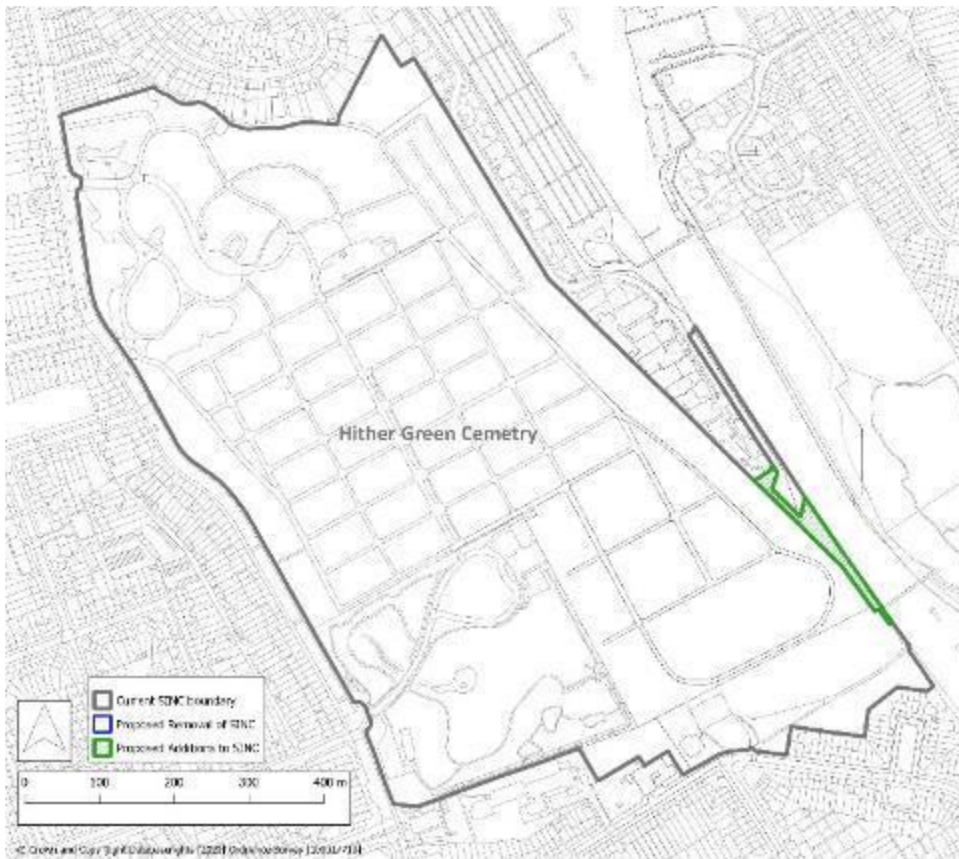 Hither Green Cemetry
Current SINC boundary
Proposed Removal of SINC
Proposed Additions to SINC
0 100 200 300 400 m